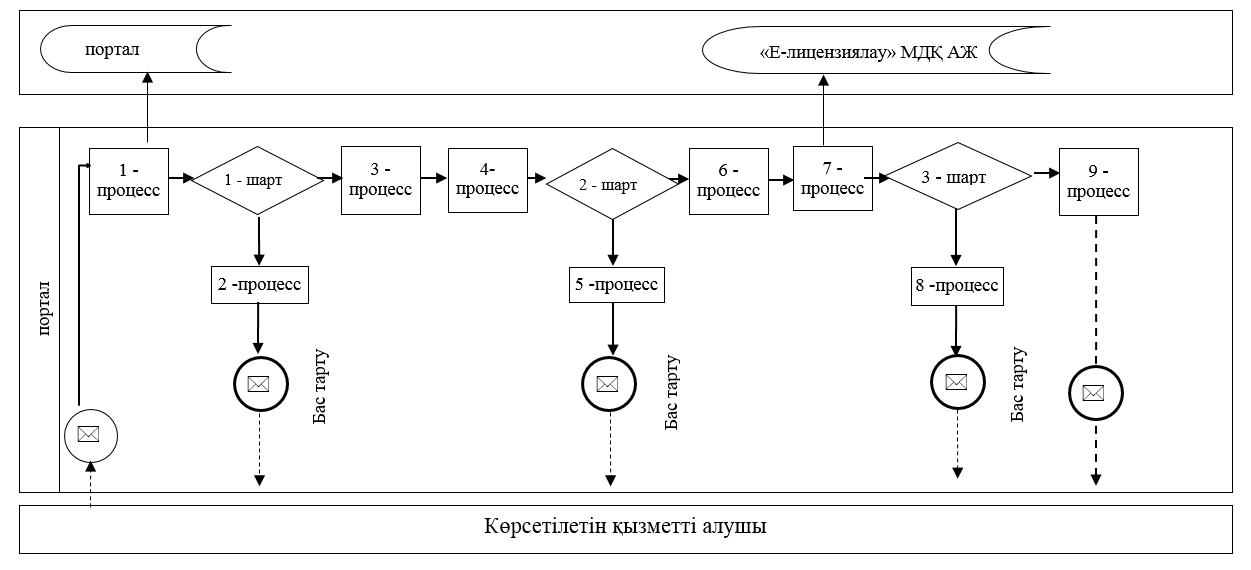 портал
«Е-лицензиялау» МДҚ АЖ
1 -
процесс
1 - шарт
3 -
процесс
4-
процесс
2 - шарт
6 -
процесс
7 -
процесс
3 - шарт
9 -
процесс
2 -процесс
5 -процесс
8 -процесс
портал
Бас тарту
Бас тарту
Бас тарту
Көрсетілетін қызметті алушы